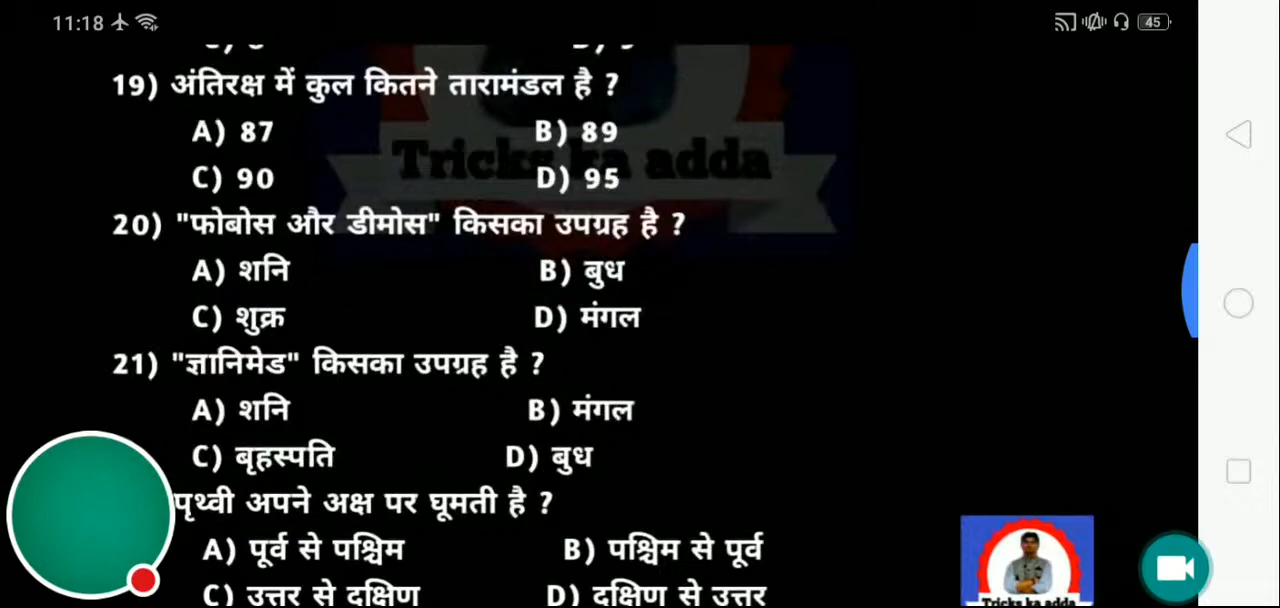 11:18
45
19) अंतिरक्ष में कुल कितने तारामंडल है ?
A) 87 B) 89
C) 90 D) 95
Tricks ka adda
20) "फोबोस और डीमोस" किसका उपग्रह है ?
A) शनि B) बुध
C) शुक्र D) मंगल
21) "ज्ञानिमेड" किसका उपग्रह है ?
A) शनि B) मंगल
C) बृहस्पति D) बुध
पृथ्वी अपने अक्ष पर घूमती है ?
A) पूर्व से पश्चिम B) पश्चिम से पूर्व
C) उत्तर से दक्षिण D) दक्षिण से उत्तर
Tricks ka adda